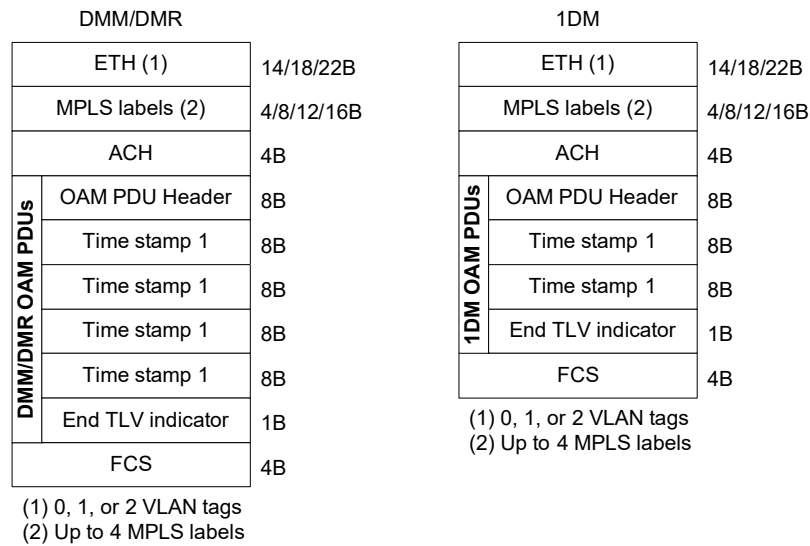 DMM/DMR
ETH (1) 14/18/22B
MPLS labels (2) 4/8/12/16B
ACH 4B
DMM/DMR OAM PDUs
OAM PDU Header 8B
Time stamp 1 8B
Time stamp 1 8B
Time stamp 1 8B
Time stamp 1 8B
End TLV indicator 1B
FCS 4B
(1) 0, 1, or 2 VLAN tags
(2) Up to 4 MPLS labels
1DM
ETH (1) 14/18/22B
MPLS labels (2) 4/8/12/16B
ACH 4B
1DM OAM PDUs
OAM PDU Header 8B
Time stamp 1 8B
Time stamp 1 8B
End TLV indicator 1B
FCS 4B
(1) 0, 1, or 2 VLAN tags
(2) Up to 4 MPLS labels